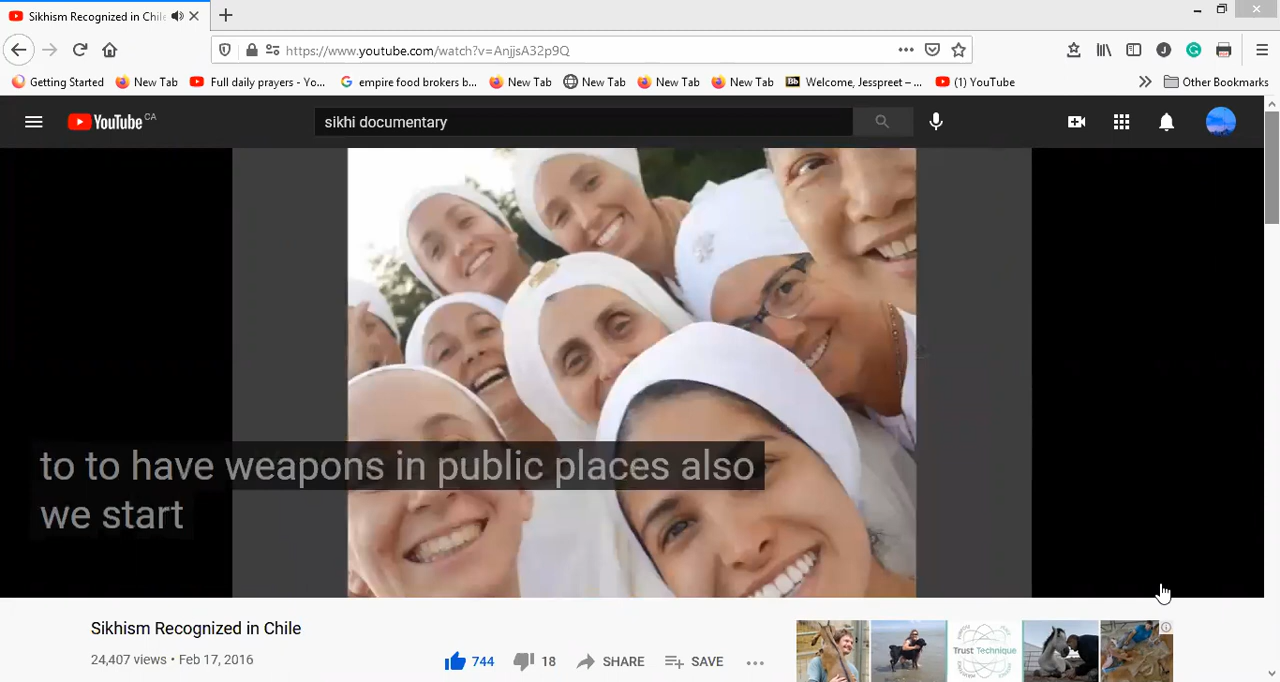 Sikhism Recognized in Chile
https://www.youtube.com/watch?v=AnjjsA32p9Q
Getting Started New Tab Full daily prayers - Yo... empire food brokers b... New Tab New Tab New Tab New Tab Welcome, Jesspreet – ... (1) YouTube Other Bookmarks
YouTube CA sikhi documentary
to to have weapons in public places also
we start
Sikhism Recognized in Chile
24,407 views • Feb 17, 2016 744 18 SHARE SAVE
Trust Technique